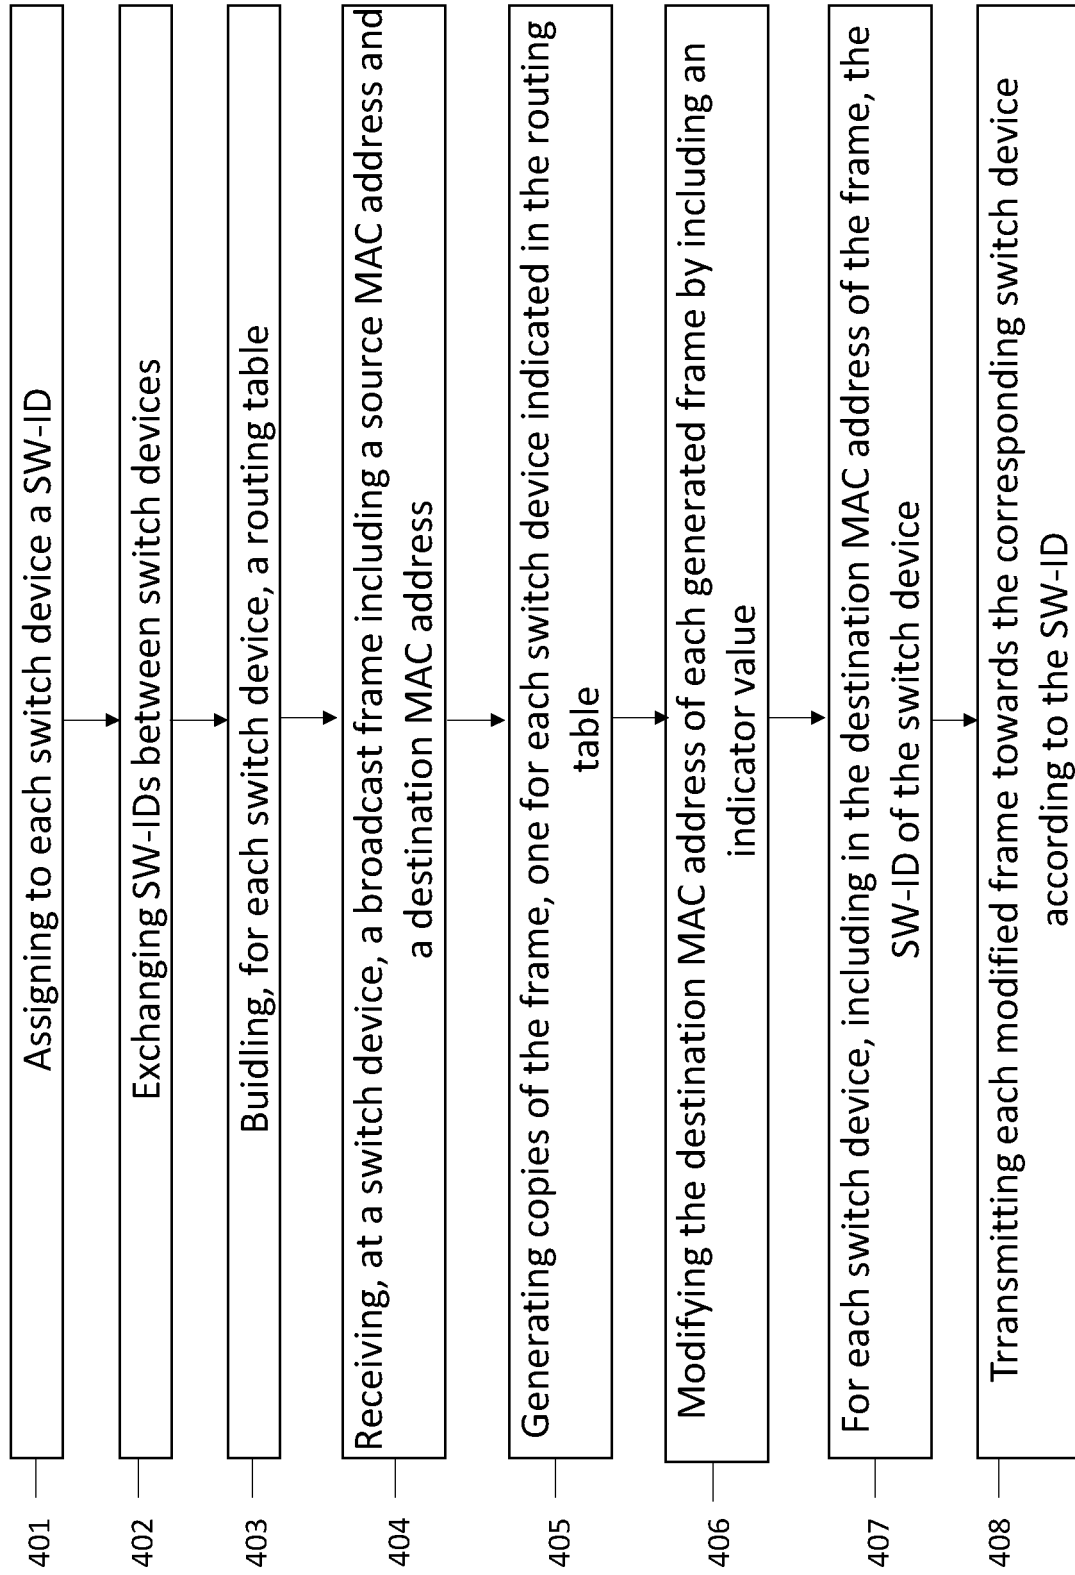 401
Assigning to each switch device a SW-ID
402
Exchanging SW-IDs between switch devices
403
Buidling, for each switch device, a routing table
404
Receiving, at a switch device, a broadcast frame including a source MAC address and
a destination MAC address
405
Generating copies of the frame, one for each switch device indicated in the routing
table
406
Modifying the destination MAC address of each generated frame by including an
indicator value
407
For each switch device, including in the destination MAC address of the frame, the
SW-ID of the switch device
408
Trransmitting each modified frame towards the corresponding switch device
according to the SW-ID